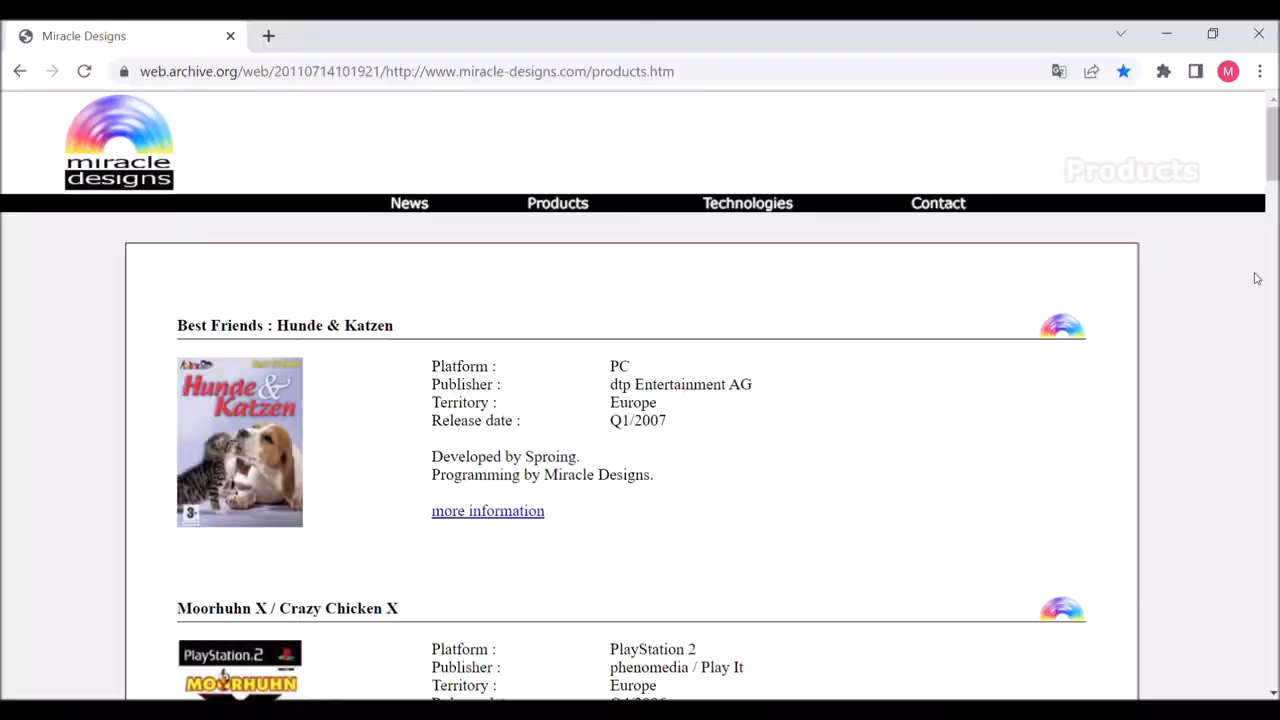 Miracle Designs
web.archive.org/web/20110714101921/http://www.miracle-designs.com/products.htm
M
miracle
designs
Products
News Products Technologies Contact
Best Friends : Hunde & Katzen
Hunde &
Katzen
3+
Platform : PC
Publisher : dtp Entertainment AG
Territory : Europe
Release date : Q1/2007
Developed by Sproing.
Programming by Miracle Designs.
more information
Moorhuhn X / Crazy Chicken X
PlayStation 2
MOORHUHN
Platform : PlayStation 2
Publisher : phenomedia / Play It
Territory : Europe